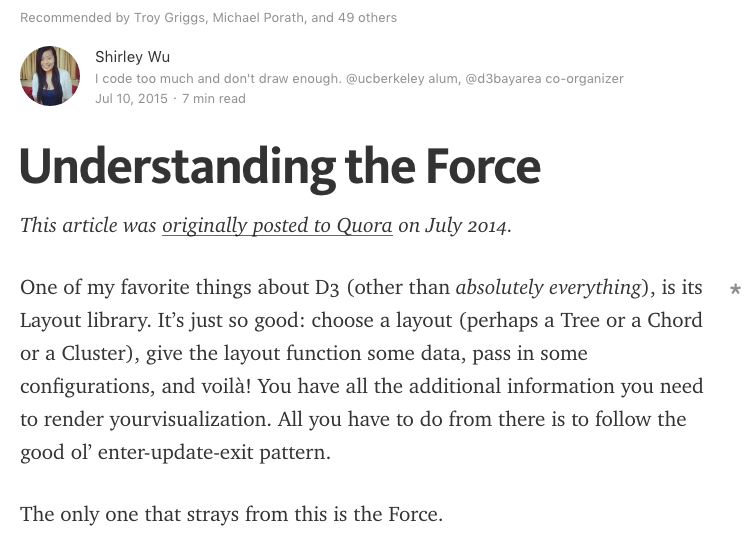 Recommended by Troy Griggs, Michael Porath, and 49 others
Shirley Wu
I code too much and don't draw enough. @ucberkeley alum, @d3bayarea co-organizer
Jul 10, 2015 · 7 min read
Understanding the Force
This article was originally posted to Quora on July 2014.
One of my favorite things about D3 (other than absolutely everything), is its *
Layout library. It’s just so good: choose a layout (perhaps a Tree or a Chord
or a Cluster), give the layout function some data, pass in some
configurations, and voilà! You have all the additional information you need
to render yourvisualization. All you have to do from there is to follow the
good ol’ enter-update-exit pattern.
The only one that strays from this is the Force.